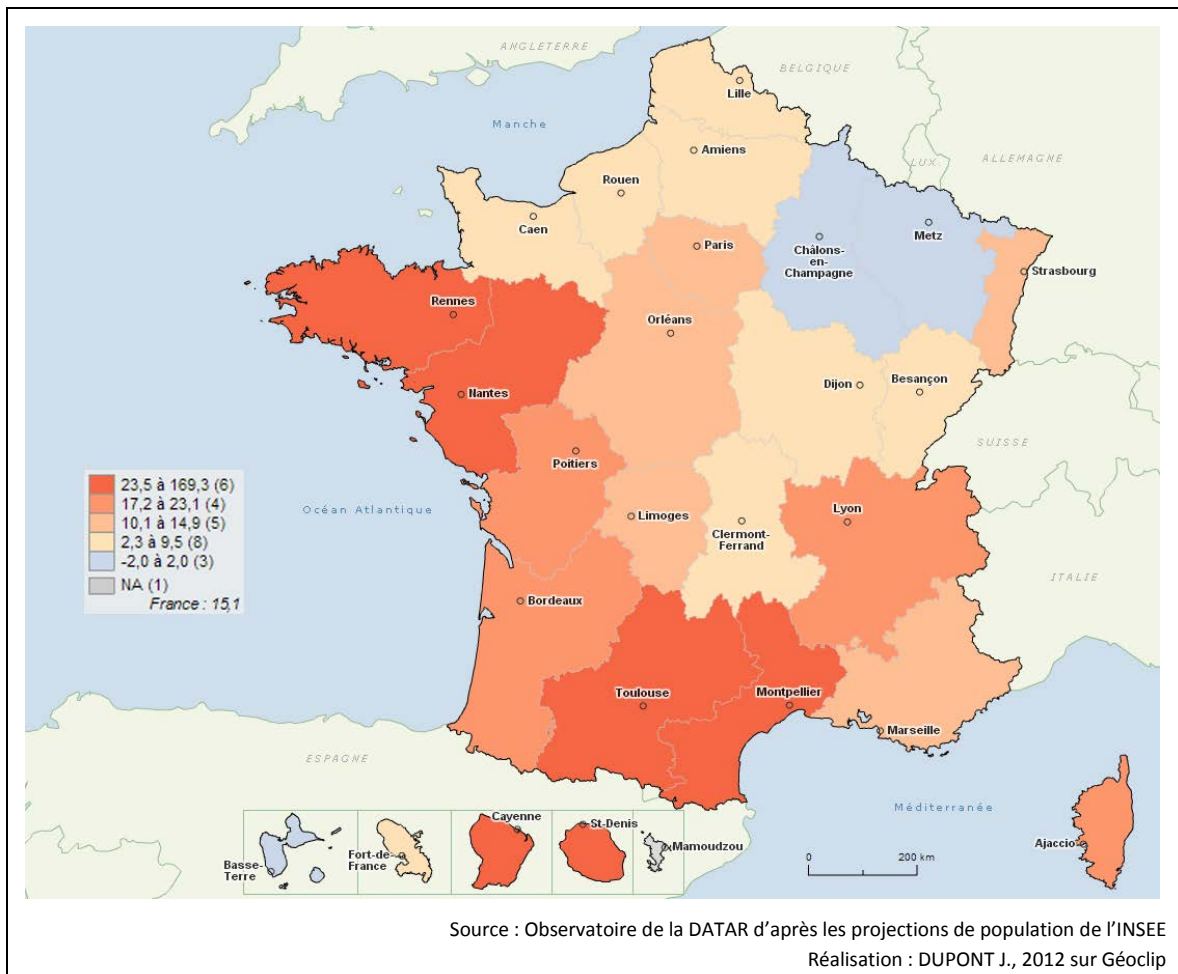 ANGLETERRE
BELGIQUE
Lille
Manche
Amiens
LUX.
ALLEMAGNE
Rouen
Caen
Paris
Châlons-
en-
Champagne
Metz
Strasbourg
Rennes
Orléans
Nantes
Dijon
Besançon
SUISSE
Poitiers
23,5 à 169,3 (6)
17,2 à 23,1 (4)
10,1 à 14,9 (5)
2,3 à 9,5 (8)
-2,0 à 2,0 (3)
NA (1)
France : 15,1
Océan Atlantique
Limoges
Clermont-
Ferrand
Lyon
ITALIE
Bordeaux
Toulouse
Montpellier
Marseille
ESPAGNE
Méditerranée
Cayenne
St-Denis
Mamoudzou
Basse-
Terre
Fort-de-
France
Ajaccio
0 200 km
Source : Observatoire de la DATAR d’après les projections de population de l’INSEE
Réalisation : DUPONT J., 2012 sur Géoclip